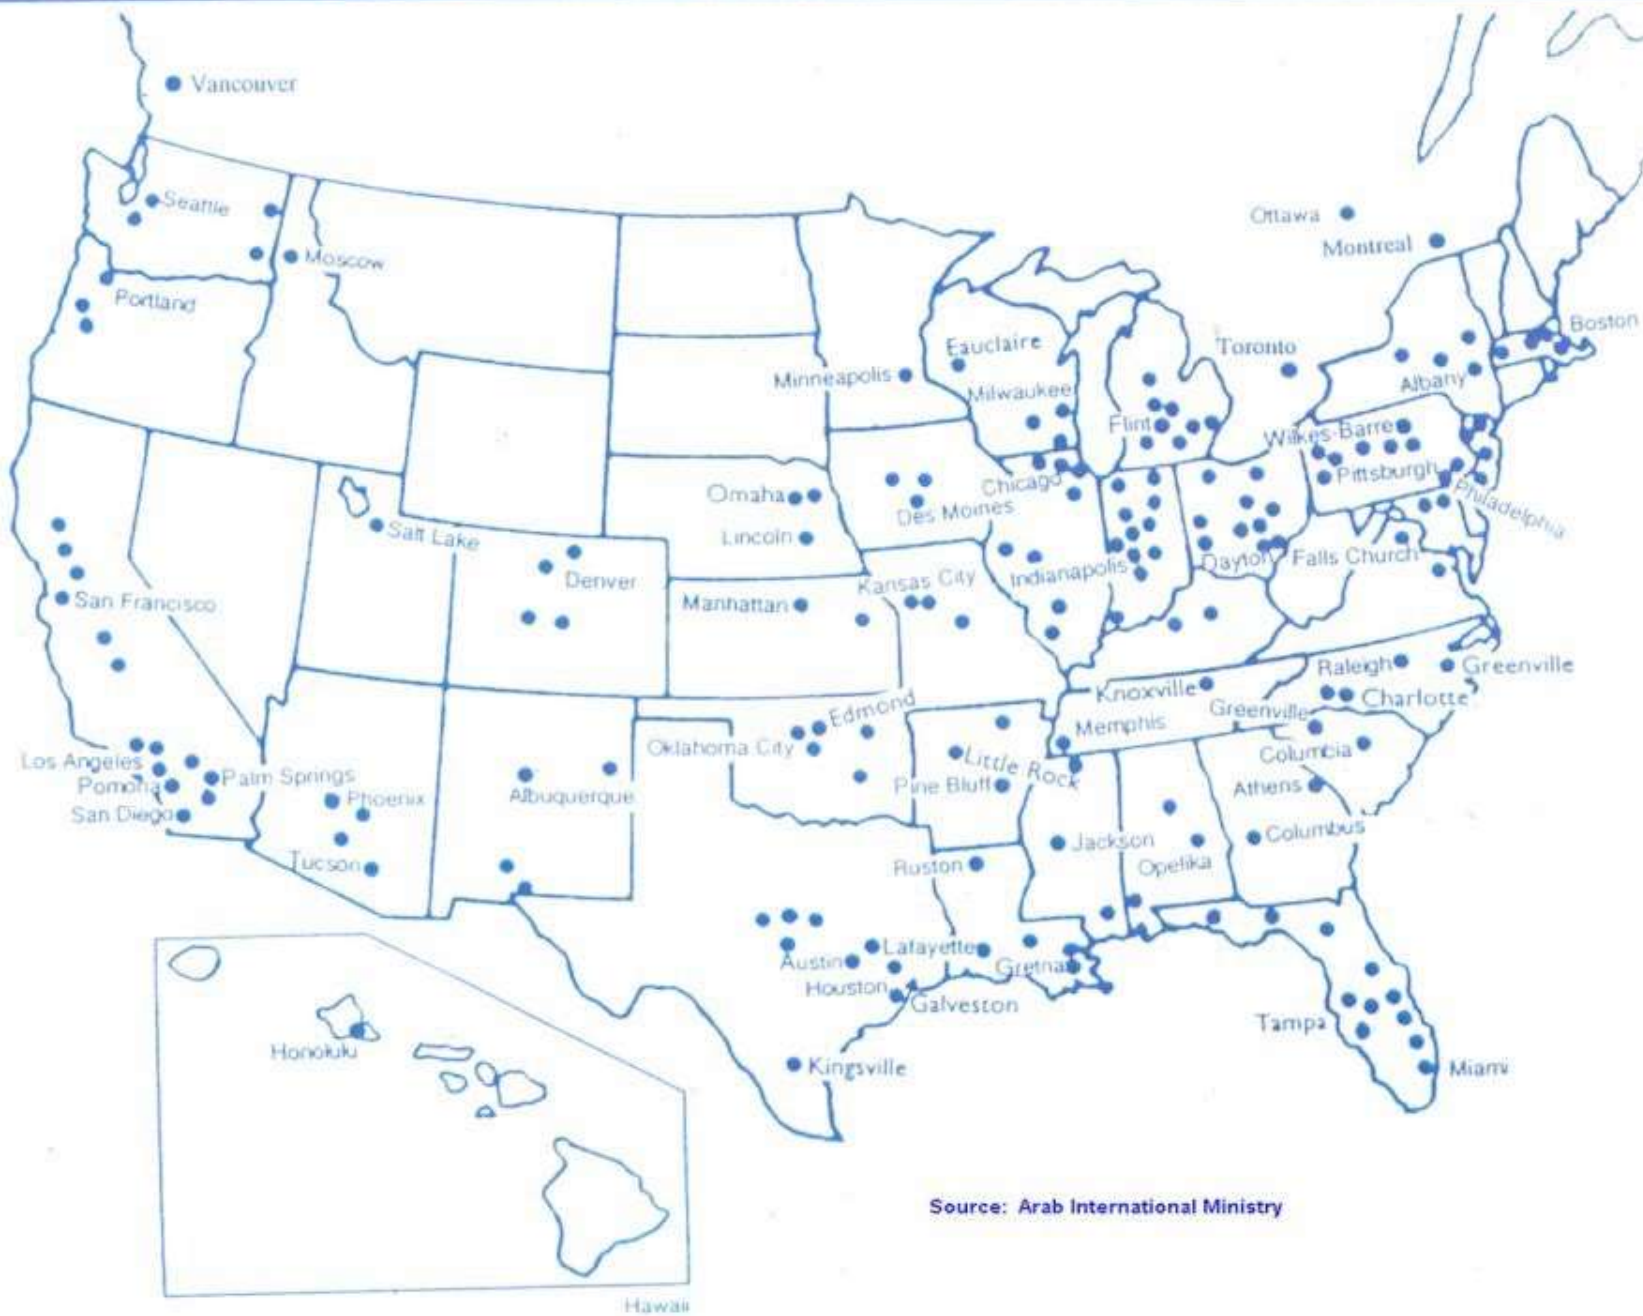 Vancouver
Seattle
Moscow
Portland
Ottawa
Montreal
Boston
Toronto
Eauclaire
Minneapolis
Milwaukee
Albany
Flint
Wilkes-Barre
Pittsburgh
Philadelphia
Chicago
Omaha
Des Moines
Lincoln
Salt Lake
Denver
Dayton
Falls Church
Indianapolis
Kansas City
Manhattan
San Francisco
Raleigh
Greenville
Knoxville
Charlotte
Greenville
Edmond
Memphis
Oklahoma City
Columbia
Little Rock
Los Angeles
Palm Springs
Pomona
Pine Bluff
Athens
Albuquerque
Phoenix
San Diego
Columbus
Jackson
Opelika
Tucson
Ruston
Lafayette
Austin
Gretna
Houston
Galveston
Tampa
Honolulu
Kingsville
Miami
Source: Arab International Ministry
Hawaii